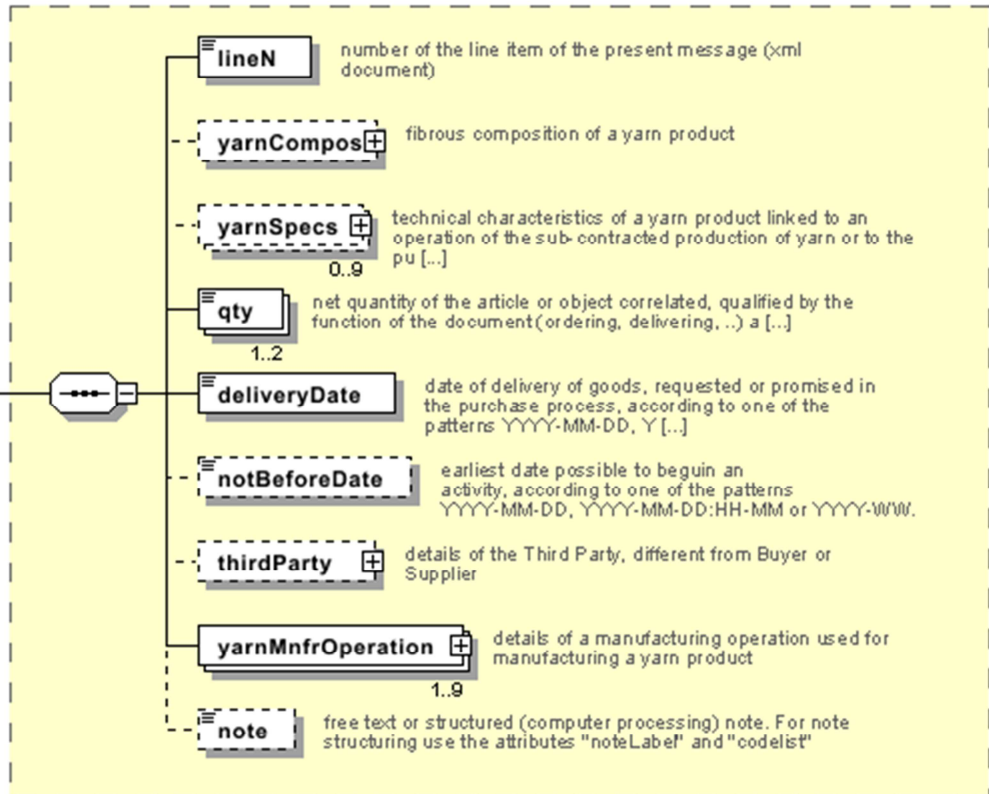 lineN
number of the line item of the present message (xml
document)
yarnCompos
fibrous composition of a yarn product
yarnSpecs
0..9
technical characteristics of a yarn product linked to an
operation of the sub-contracted production of yarn or to the
pu [...]
qty
1..2
net quantity of the article or object correlated, qualified by the
function of the document (ordering, delivering, ..) a [...]
deliveryDate
date of delivery of goods, requested or promised in
the purchase process, according to one of the
patterns YYYY-MM-DD, Y [...]
notBeforeDate
earliest date possible to beguin an
activity, according to one of the patterns
YYYY-MM-DD, YYYY-MM-DD:HH-MM or YYYY-WW.
thirdParty
details of the Third Party, different from Buyer or
Supplier
yarnMnfrOperation
1..9
details of a manufacturing operation used for
manufacturing a yarn product
note
free text or structured (computer processing) note. For note
structuring use the attributes "noteLabel" and "codelist"